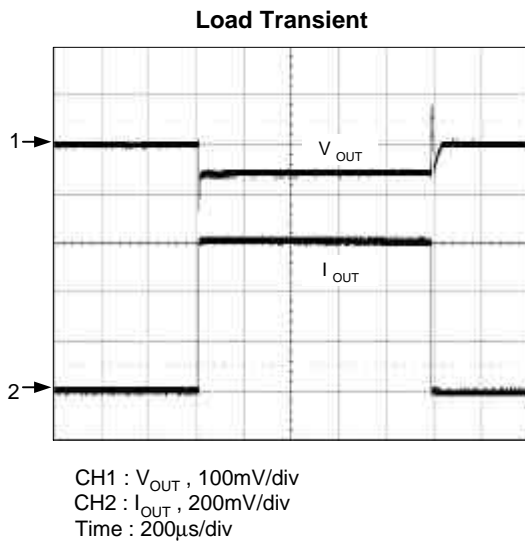 Load Transient
1
V OUT
I OUT
2
CH1 : VOUT , 100mV/div
CH2 : IOUT , 200mV/div
Time : 200μs/div